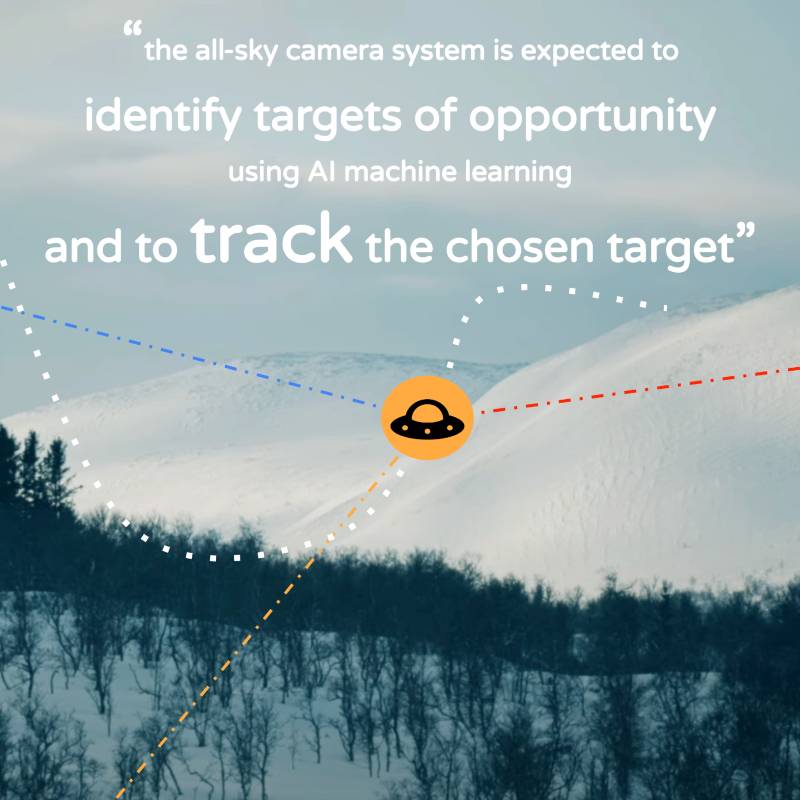 “the all-sky camera system is expected to
identify targets of opportunity
using AI machine learning
and to track the chosen target”